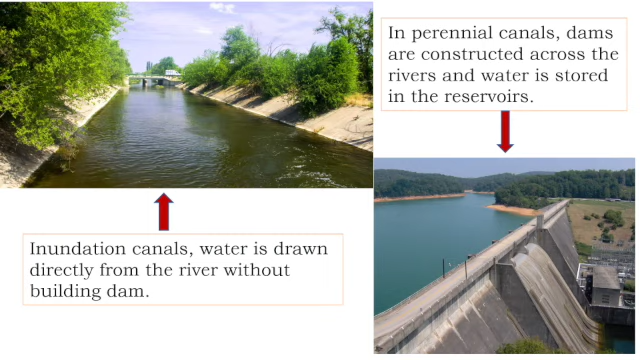 In perennial canals, dams
are constructed across the
rivers and water is stored
in the reservoirs.
Inundation canals, water is drawn
directly from the river without
building dam.